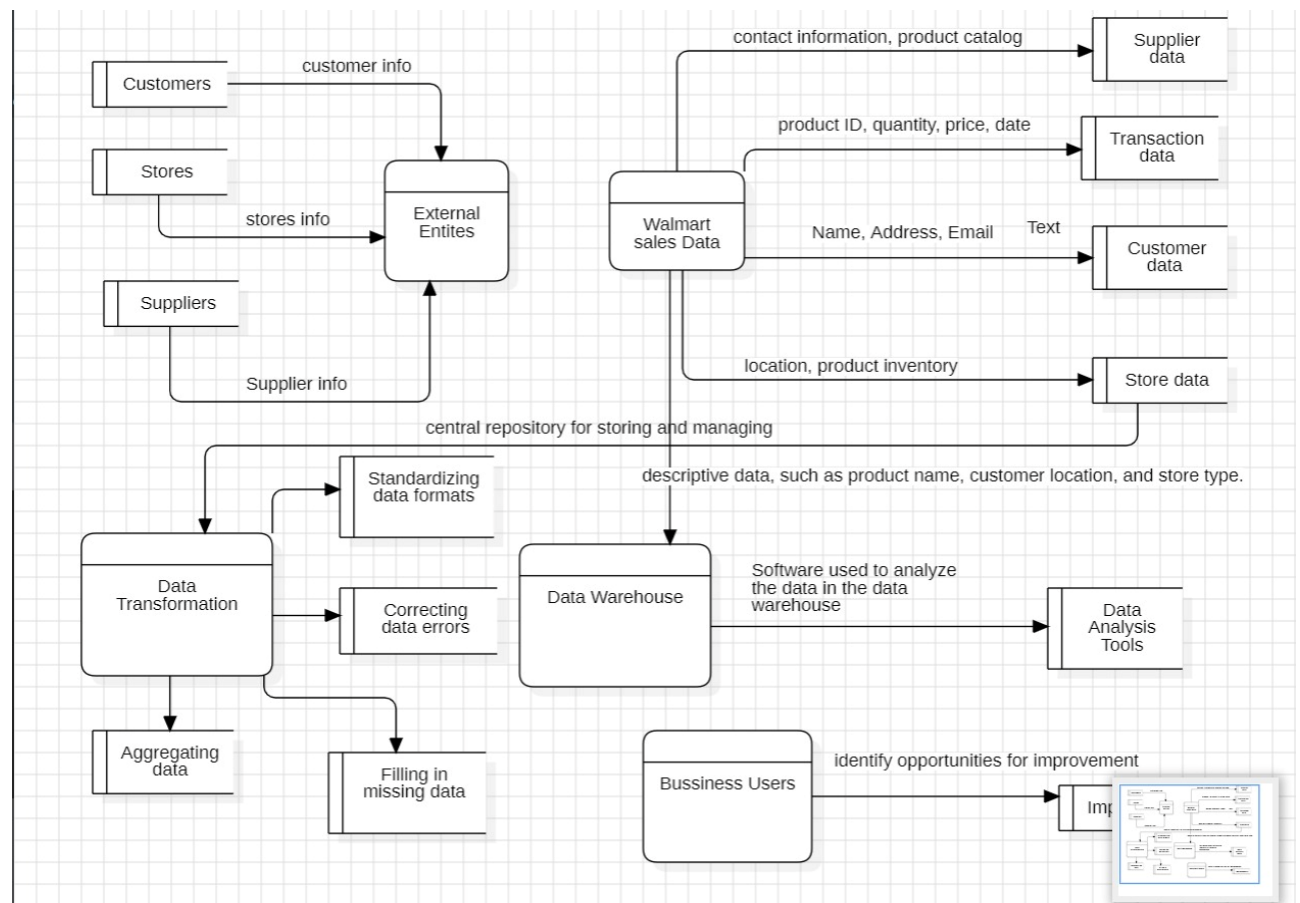 contact information, product catalog
Supplier
data
customer info
Customers
product ID, quantity, price, date
Transaction
data
Stores
External
Entites
stores info
Walmart
sales Data
Name, Address, Email
Text
Customer
data
Suppliers
Supplier info
location, product inventory
Store data
central repository for storing and managing
Standardizing
data formats
descriptive data, such as product name, customer location, and store type.
Data
Transformation
Data Warehouse
Software used to analyze
the data in the data
warehouse
Correcting
data errors
Data
Analysis
Tools
Aggregating
data
Filling in
missing data
Bussiness Users
identify opportunities for improvement